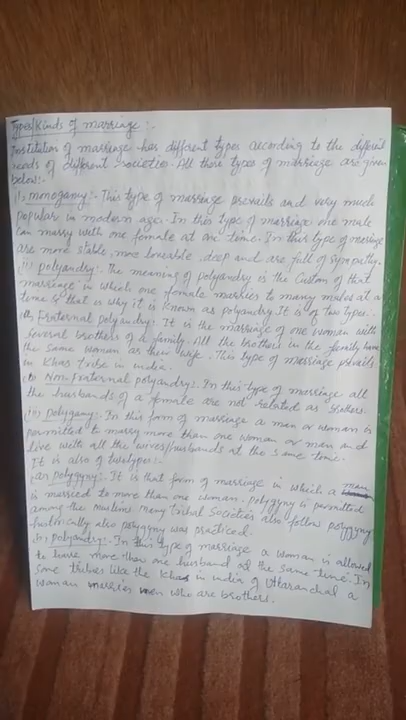 Types/Kinds of marriage:-
Institution of marriage has different types according to the different
needs of different societies. All these types of marriage are given
below:-
(i) monogamy:- This type of marriage prevails and very much
popular in modern age. In this type of marriage one male
can marry with one female at one time. In this type of marriage
are more stable, more loveable, deep and are full of sympathy.
(ii) Polyandry: The meaning of polyandry is the custom of that
marriage in which one female marries to many males at a
time & that is why it is known as polyandry. It is of two types:-
(a) Fraternal polyandry: It is the marriage of one woman with
several brothers of a family. All the brothers in the family have
the same woman as their wife. This type of marriage prevails
in Khas tribe in india.
(b) Non-fraternal polyandry: In this type of marriage all
the husbands of a female are not related as brothers.
(iii) Polygamy: In this form of marriage a man or woman is
permitted to marry more than one woman or man and
live with all the wives/husbands at the same time.
It is also of two types:-
(a) Polygyny:- It is that form of marriage in which a man
is married to more than one woman. Polygyny is permitted
among the muslims many tribal societies also follow polygyny
historically also polygyny was practiced.
(b) Polyandry:- In this type of marriage a woman is allowed
to have more than one husband at the same time. In
some tribes like the Khas in india of Uttaranchal a
woman marries men who are brothers.